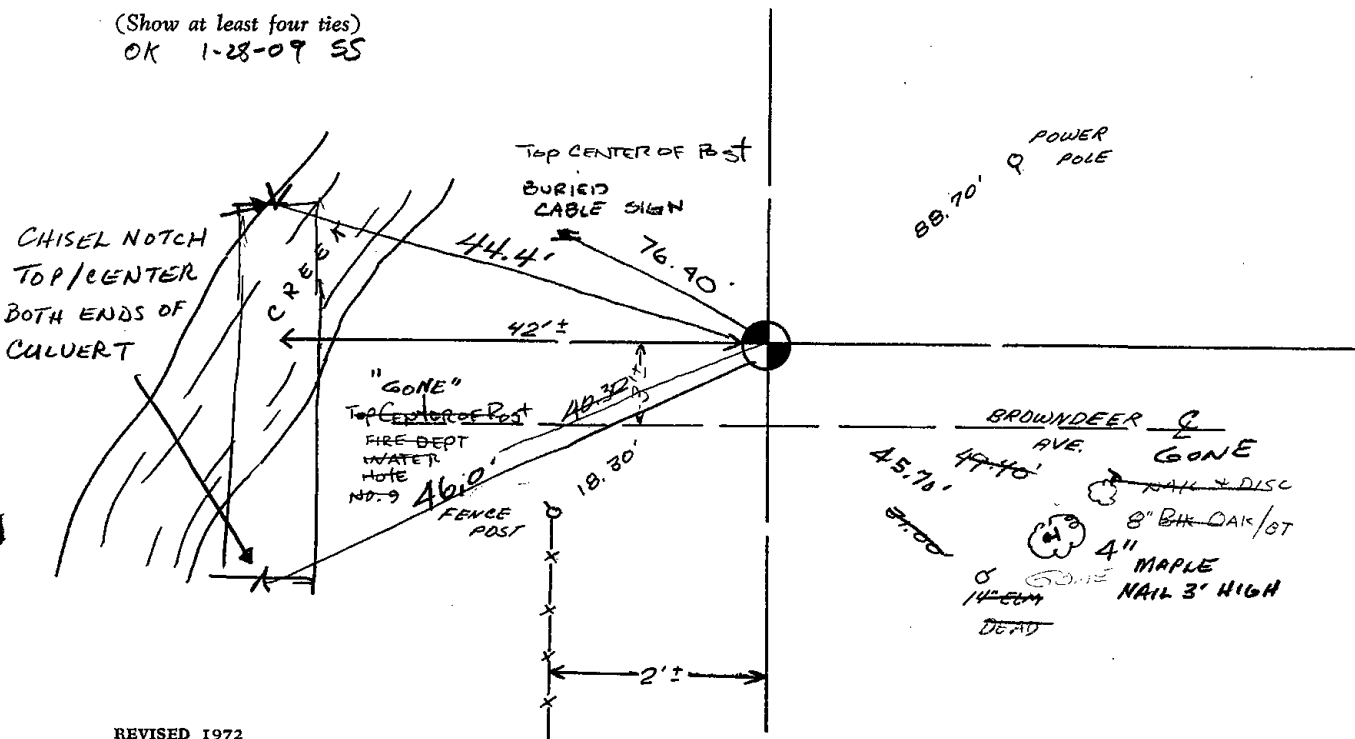 (Show at least four ties)
OK 1-28-09 SS
POWER
POLE
88.70'
Top CENTER OF Post
BURIED
CABLE SIGN
76.40'
44.4'
CHISEL NOTCH
TOP/CENTER
BOTH ENDS OF
CULVERT
CREEK
42'±
"GONE"
Top Center of Post
FIRE DEPT
WATER
HOLE
NO. 9
40.32'
46.0'
FENCE
POST
18.30'
BROWNDEER
AVE.
GONE
45.70'
49.40'
NAIL & DISC
8" Blk OAK/BT
37.00
4"
MAPLE
NAIL 3' HIGH
GONE
14" ELM
DEAD
2'±
REVISED 1972